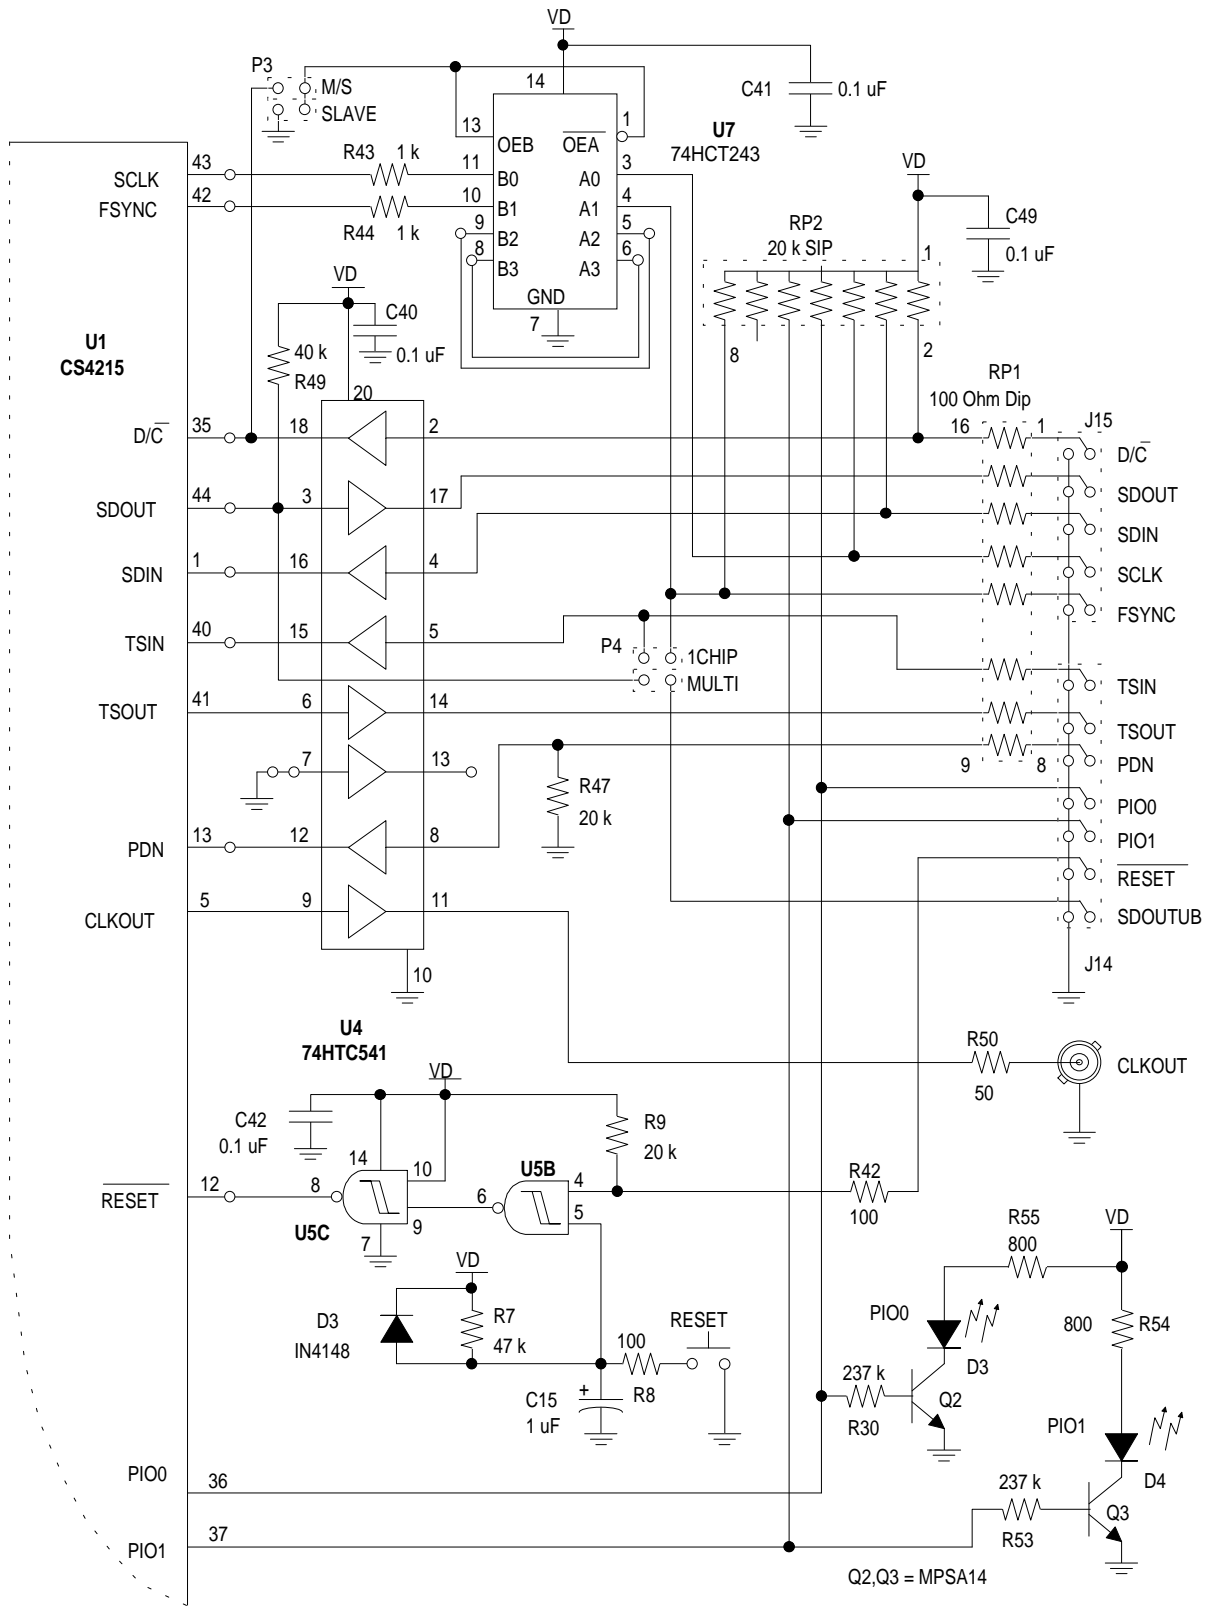 VD
P3
M/S
SLAVE
14
C41
0.1 uF
13
1
OEB
OEA
U7
74HCT243
43
R43
1 k
11
B0
A0
3
SCLK
42
10
B1
A1
4
FSYNC
R44
1 k
9
B2
A2
5
8
B3
A3
6
GND
7
VD
RP2
20 k SIP
1
C49
0.1 uF
8
2
VD
C40
0.1 uF
U1
CS4215
40 k
R49
20
RP1
100 Ohm Dip
J15
D/C
35
18
2
16
1
D/C
SDOUT
44
3
17
SDOUT
SDIN
1
16
4
SDIN
SCLK
FSYNC
TSIN
40
15
5
P4
1CHIP
MULTI
TSIN
TSOUT
41
6
14
TSOUT
7
13
9
8
PDN
R47
20 k
PIO0
PDN
13
12
8
PIO1
RESET
CLKOUT
5
9
11
SDOUTUB
10
J14
U4
74HTC541
R50
50
CLKOUT
VD
C42
0.1 uF
R9
20 k
14
10
U5B
4
R42
100
RESET
12
8
6
5
U5C
7
9
R55
800
VD
VD
D3
IN4148
R7
47 k
RESET
100
R8
PIO0
D3
800
R54
C15
1 uF
+
237 k
R30
Q2
PIO1
D4
PIO0
36
237 k
R53
Q3
PIO1
37
Q2,Q3 = MPSA14